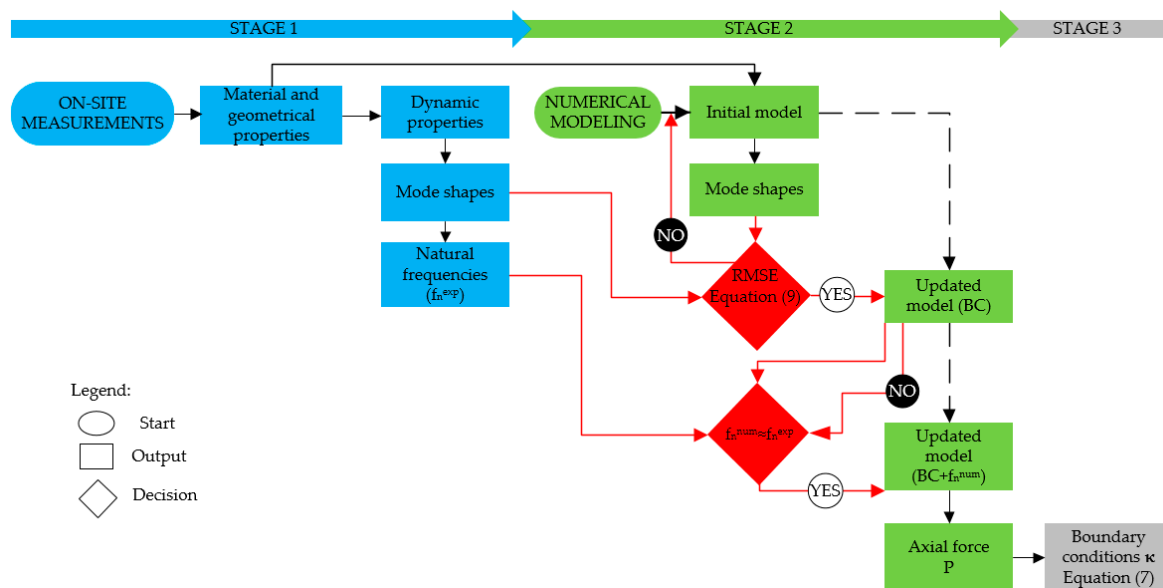 STAGE 1
STAGE 2
STAGE 3
ON-SITE
MEASUREMENTS
Material and
geometrical
properties
Dynamic
properties
NUMERICAL
MODELING
Initial model
Mode shapes
Mode shapes
NO
Natural
frequencies
(fₙᵉˣᵖ)
RMSE
Equation (9)
YES
Updated
model (BC)
Legend:
Start
Output
Decision
NO
fₙⁿᵘᵐ≈fₙᵉˣᵖ
Updated
model
(BC+fₙⁿᵘᵐ)
YES
Axial force
P
Boundary
conditions κ
Equation (7)